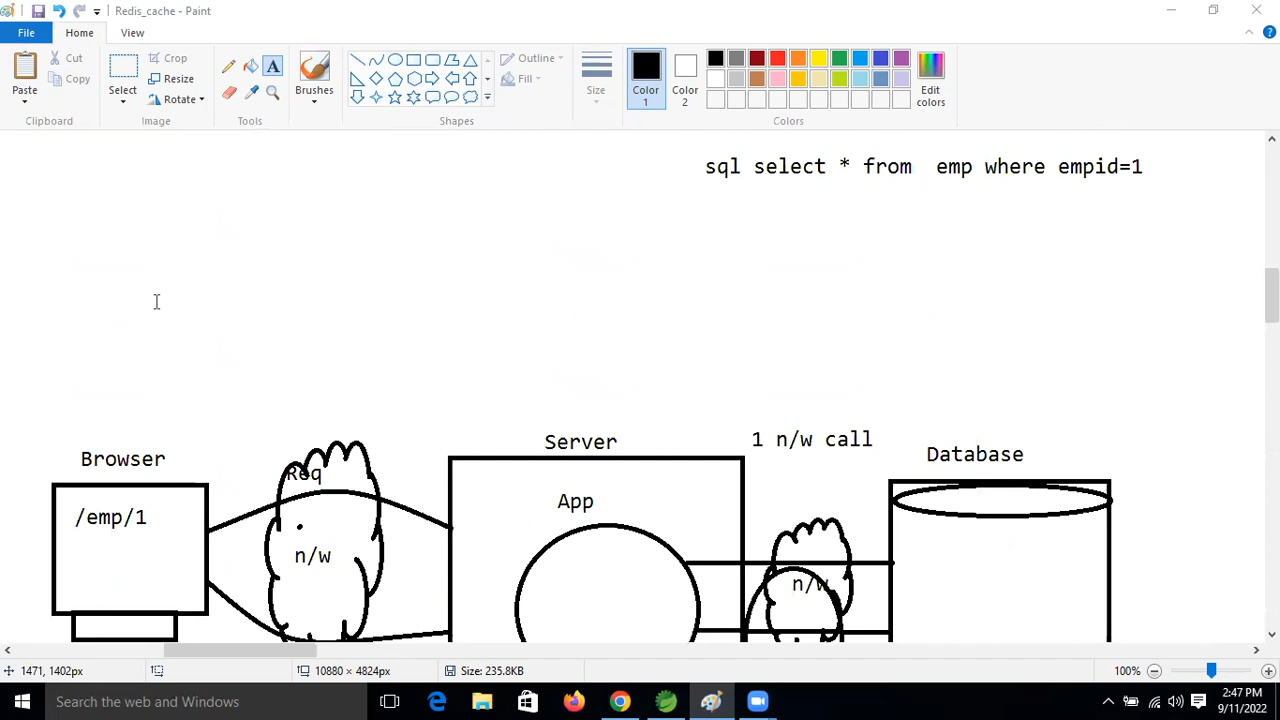 Redis_cache - Paint
File
Home
View
Paste
Cut
Copy
Clipboard
Select
Crop
Resize
Rotate
Image
A
Tools
Brushes
Shapes
Outline
Fill
Size
Color 1
Color 2
Edit colors
Colors
sql select * from  emp where empid=1
Browser
/emp/1
Req
n/w
Server
App
1 n/w call
n/w
Database
1471, 1402px
10880 × 4824px
Size: 235.8KB
100%
Search the web and Windows
2:47 PM
9/11/2022